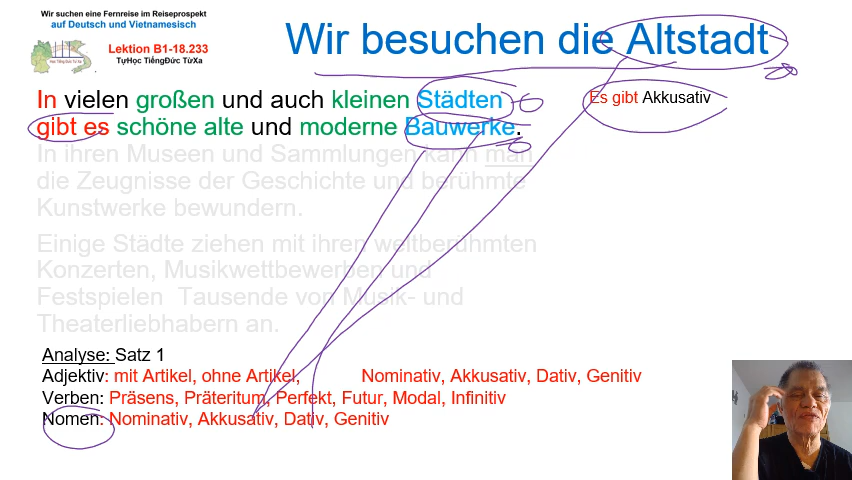 Wir suchen eine Fernreise im Reiseprospekt
auf Deutsch und Vietnamesisch
Lektion B1-18.233
TựHọc TiếngĐức TừXa
Wir besuchen die Altstadt
In vielen großen und auch kleinen Städten
gibt es schöne alte und moderne Bauwerke.
Es gibt Akkusativ
In ihren Museen und Sammlungen kann man
die Zeugnisse der Geschichte und berühmte
Kunstwerke bewundern.
Einige Städte ziehen mit ihren weltberühmten
Konzerten, Musikwettbewerben und
Festspielen Tausende von Musik- und
Theaterliebhabern an.
Analyse: Satz 1
Adjektiv: mit Artikel, ohne Artikel, Nominativ, Akkusativ, Dativ, Genitiv
Verben: Präsens, Präteritum, Perfekt, Futur, Modal, Infinitiv
Nomen: Nominativ, Akkusativ, Dativ, Genitiv